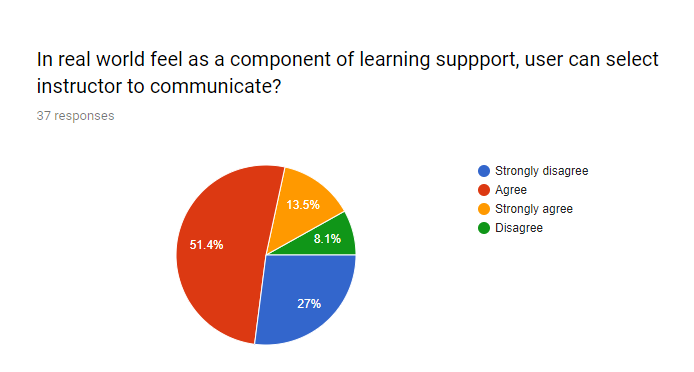 In real world feel as a component of learning suppport, user can select
instructor to communicate?
37 responses
Strongly disagree
Agree
Strongly agree
Disagree
13.5%
8.1%
51.4%
27%